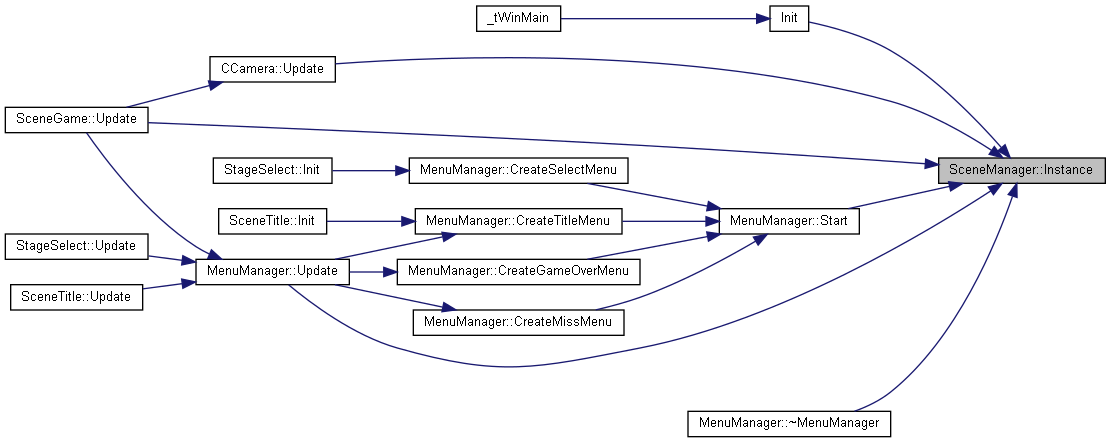 _tWinMain
Init
CCamera::Update
SceneGame::Update
StageSelect::Init
MenuManager::CreateSelectMenu
SceneManager::Instance
SceneTitle::Init
MenuManager::CreateTitleMenu
MenuManager::Start
StageSelect::Update
MenuManager::Update
MenuManager::CreateGameOverMenu
SceneTitle::Update
MenuManager::CreateMissMenu
MenuManager::~MenuManager